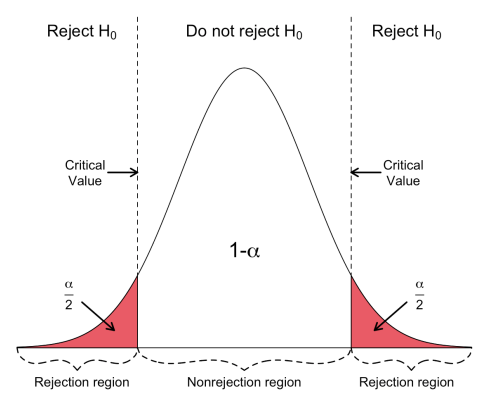 Reject H₀
Do not reject H₀
Reject H₀
Critical
Value
Critical
Value
1-α
α
2
α
2
Rejection region
Nonrejection region
Rejection region